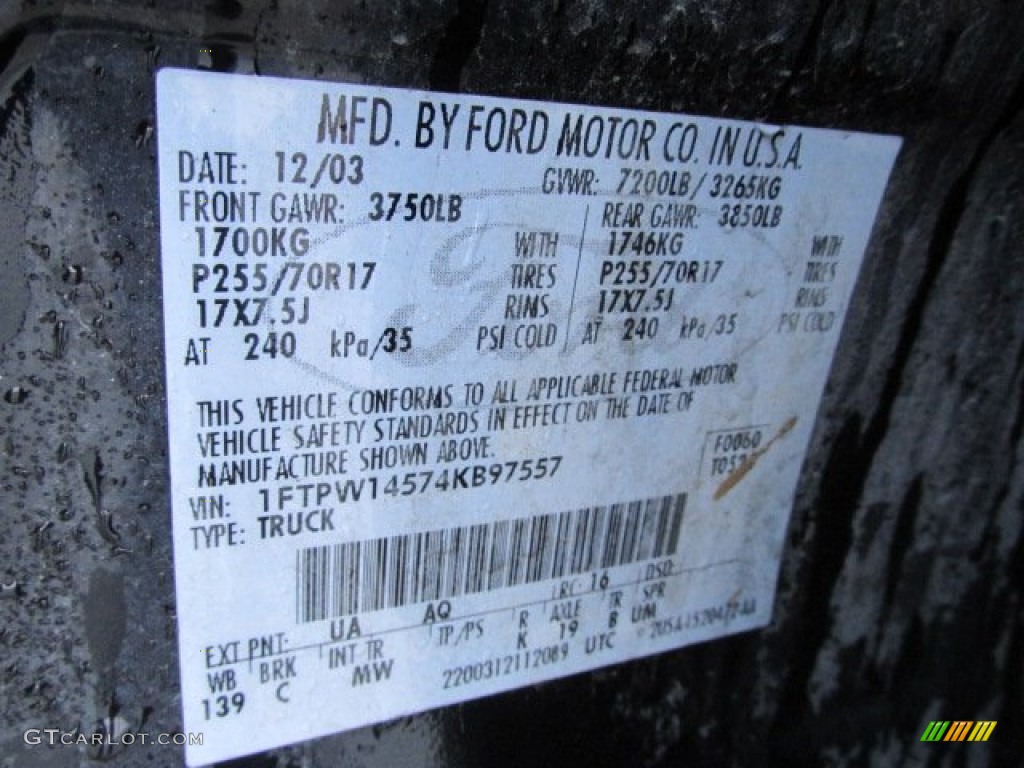 MFD. BY FORD MOTOR CO. IN U.S.A.
DATE: 12/03 GVWR: 7200LB / 3265KG
FRONT GAWR: 3750LB REAR GAWR: 3850LB
1700KG WITH 1746KG WITH
P255/70R17 TIRES P255/70R17 TIRES
17X7.5J RIMS 17X7.5J RIMS
AT 240 kPa/35 PSI COLD AT 240 kPa/35 PSI COLD
THIS VEHICLE CONFORMS TO ALL APPLICABLE FEDERAL MOTOR
VEHICLE SAFETY STANDARDS IN EFFECT ON THE DATE OF
MANUFACTURE SHOWN ABOVE.
F0060
VIN: 1FTPW14574KB97557
TYPE: TRUCK
EXT PNT: UA AQ RC: 16 DSO:
WB BRK INT TR TP/PS R AXLE TR SPR
139 C MW K 19 B UM
2200312112089 UTC
Ford
GTCARLOT.COM